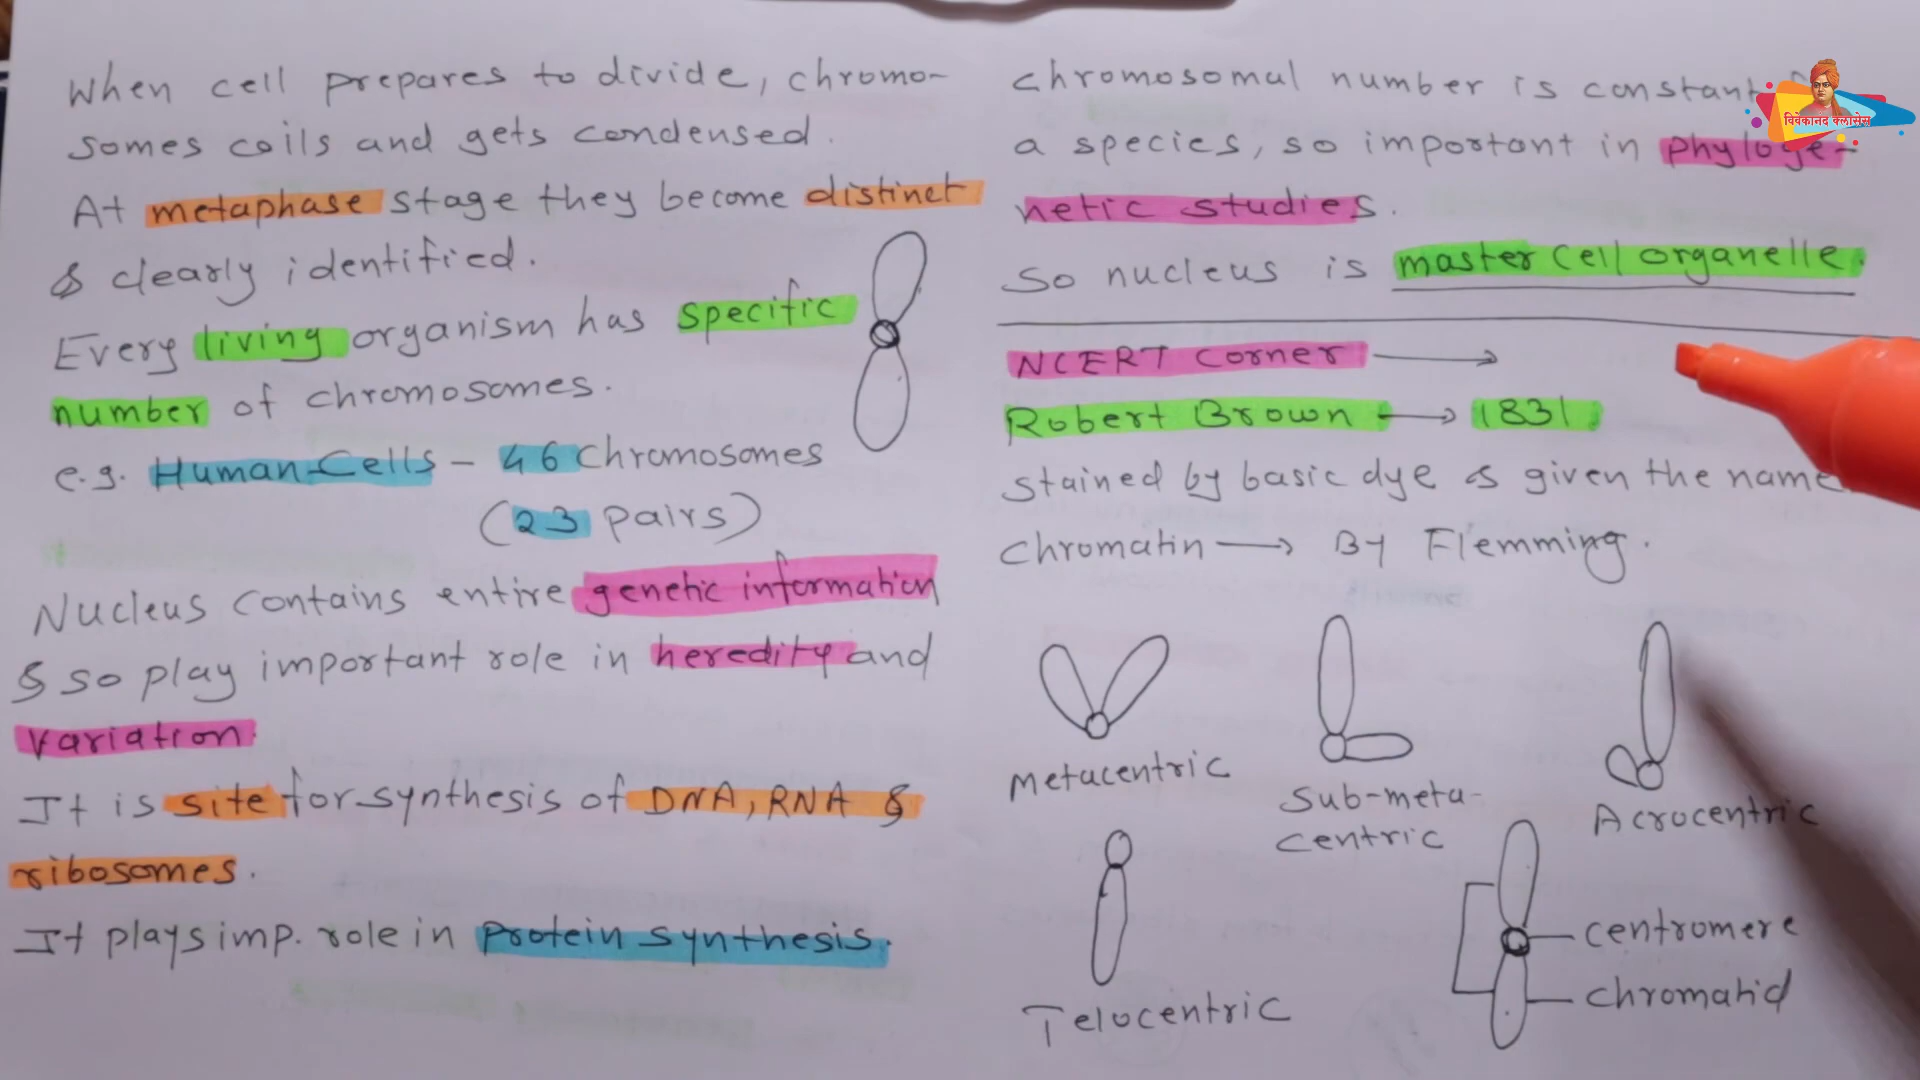 When cell prepares to divide, chromo-
somes coils and gets condensed.
At metaphase stage they become distinct
& clearly identified.
Every living organism has specific
number of chromosomes.
e.g. Human Cells - 46 Chromosomes
(23 pairs)
Nucleus contains entire genetic information
& so play important role in heredity and
variation.
It is site for synthesis of DNA, RNA &
ribosomes.
It plays imp. role in protein synthesis.
chromosomal number is constant
a species, so important in phyloge-
netic studies.
So nucleus is master cell organelle.
NCERT Corner →
Robert Brown → 1831
stained by basic dye & given the name
chromatin → By Flemming.
Metacentric
Sub-meta-
centric
Acrocentric
Telocentric
centromere
chromatid
विवेकानंद क्लासेस